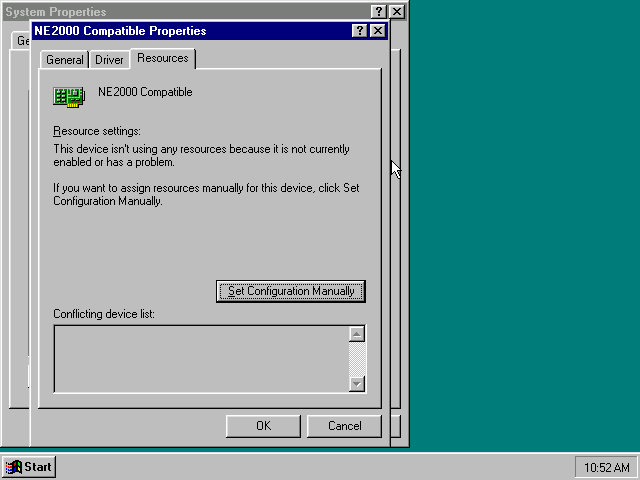 System Properties
Ge
NE2000 Compatible Properties
General Driver Resources
NE2000 Compatible
Resource settings:
This device isn't using any resources because it is not currently
enabled or has a problem.
If you want to assign resources manually for this device, click Set
Configuration Manually.
Set Configuration Manually
Conflicting device list:
OK Cancel
Start 10:52 AM